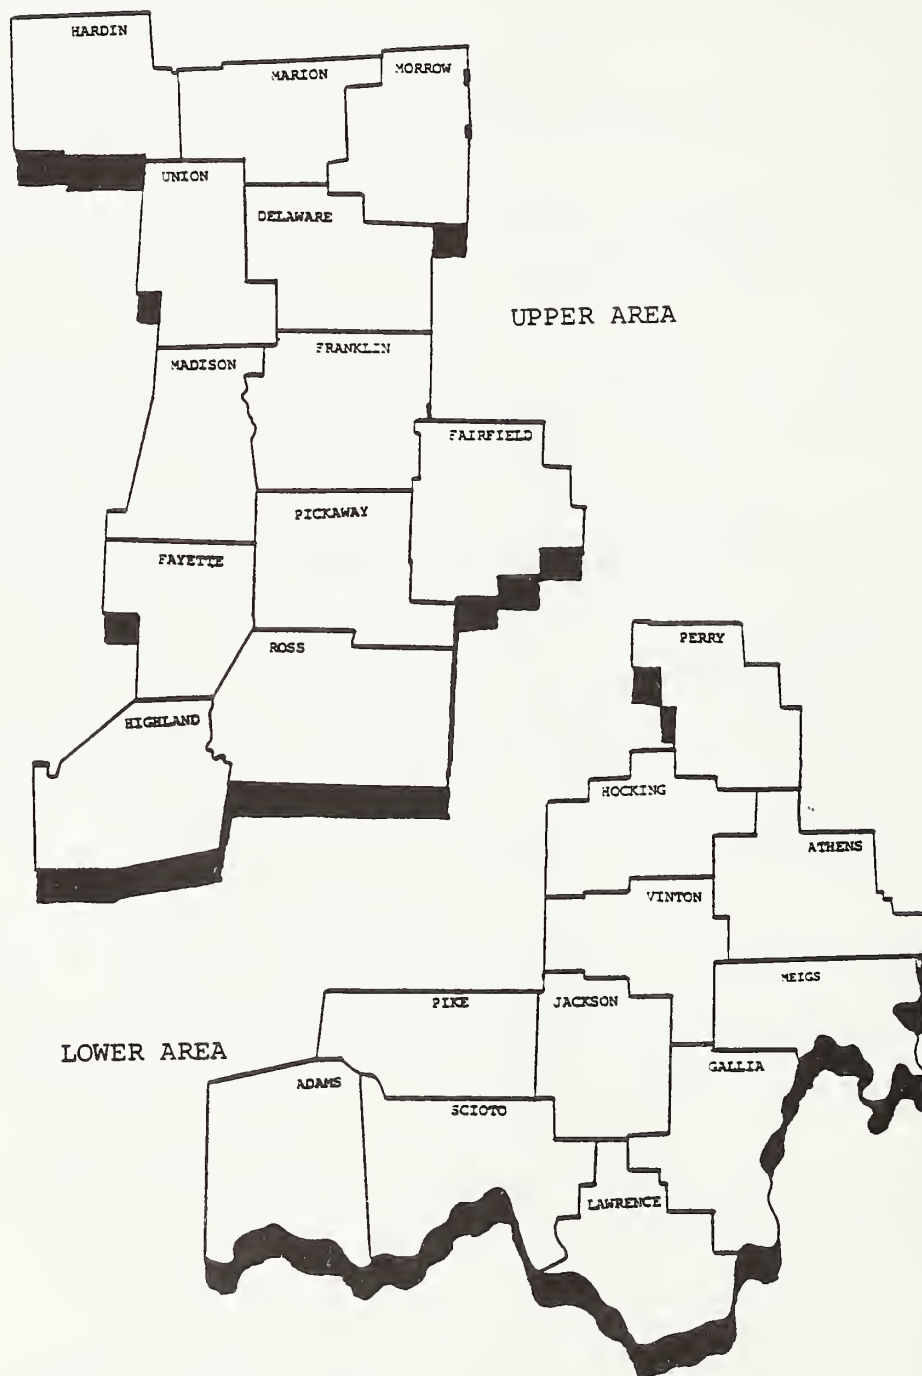 HARDIN
MARION
MORROW
UNION
DELAWARE
UPPER AREA
FRANKLIN
MADISON
FAIRFIELD
PICKAWAY
FAYETTE
PERRY
ROSS
HIGHLAND
HOCKING
ATHENS
VINTON
MEIGS
PIKE
JACKSON
LOWER AREA
GALLIA
ADAMS
SCIOTO
LAWRENCE